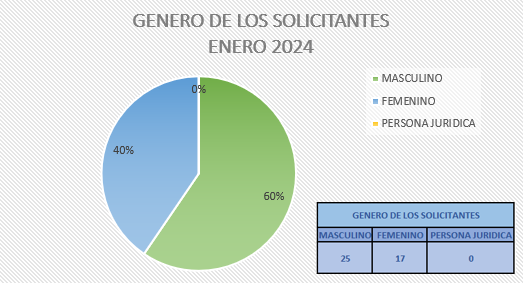 GENERO DE LOS SOLICITANTES
ENERO 2024
0%
40%
60%
MASCULINO
FEMENINO
PERSONA JURIDICA
GENERO DE LOS SOLICITANTES
MASCULINO FEMENINO PERSONA JURIDICA
25 17 0